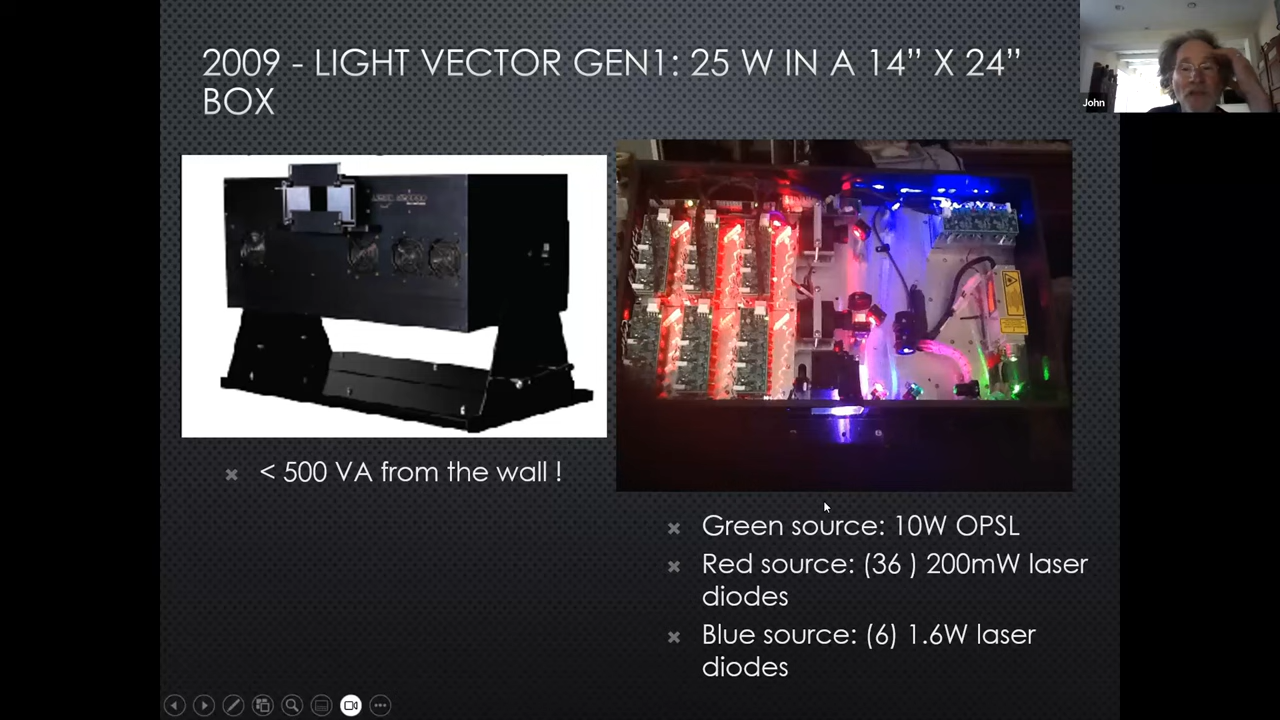 2009 - LIGHT VECTOR GEN1: 25 W IN A 14” X 24”
BOX
John
< 500 VA from the wall !
Green source: 10W OPSL
Red source: (36 ) 200mW laser
diodes
Blue source: (6) 1.6W laser
diodes